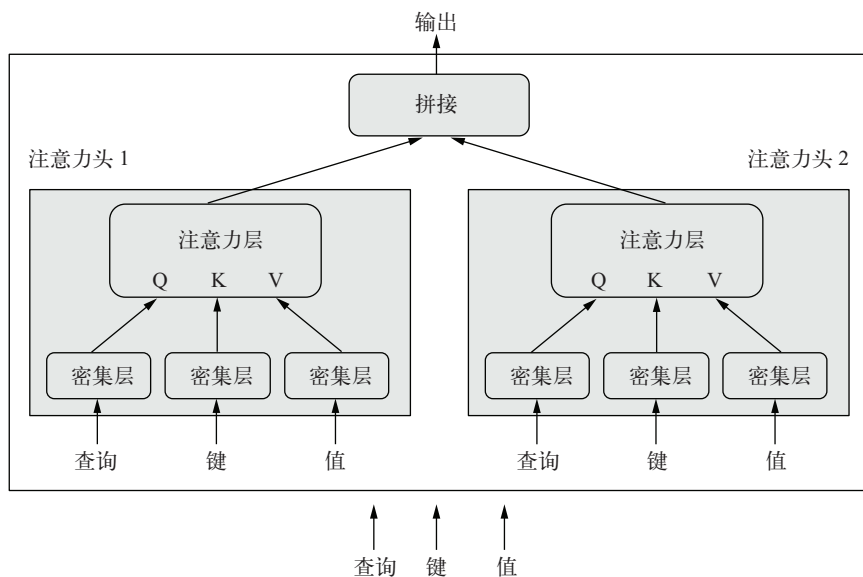 输出
拼接
注意力头 1
注意力头 2
注意力层
注意力层
Q K V
Q K V
密集层 密集层 密集层
密集层 密集层 密集层
查询 键 值
查询 键 值
查询 键 值